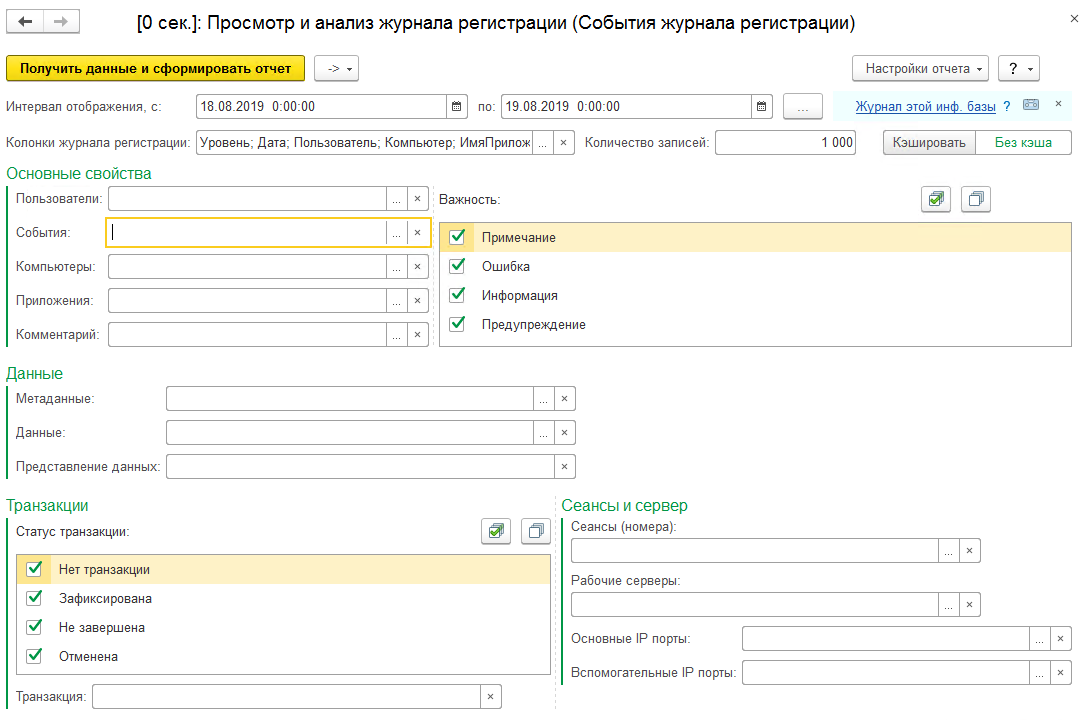 [0 сек.]: Просмотр и анализ журнала регистрации (События журнала регистрации)
Получить данные и сформировать отчет -> Настройки отчета ?
Интервал отображения, с: 18.08.2019 0:00:00 по: 19.08.2019 0:00:00 ... Журнал этой инф. базы ?
Колонки журнала регистрации: Уровень; Дата; Пользователь; Компьютер; ИмяПрилож ... Количество записей: 1 000 Кэшировать Без кэша
Основные свойства
Пользователи: ... Важность:
События: ...
Примечание
Компьютеры: ...
Ошибка
Приложения: ...
Информация
Комментарий: ...
Предупреждение
Данные
Метаданные: ...
Данные: ...
Представление данных:
Транзакции
Статус транзакции:
Нет транзакции
Зафиксирована
Не завершена
Отменена
Транзакция:
Сеансы и сервер
Сеансы (номера):
...
Рабочие серверы:
...
Основные IP порты: ...
Вспомогательные IP порты: ...